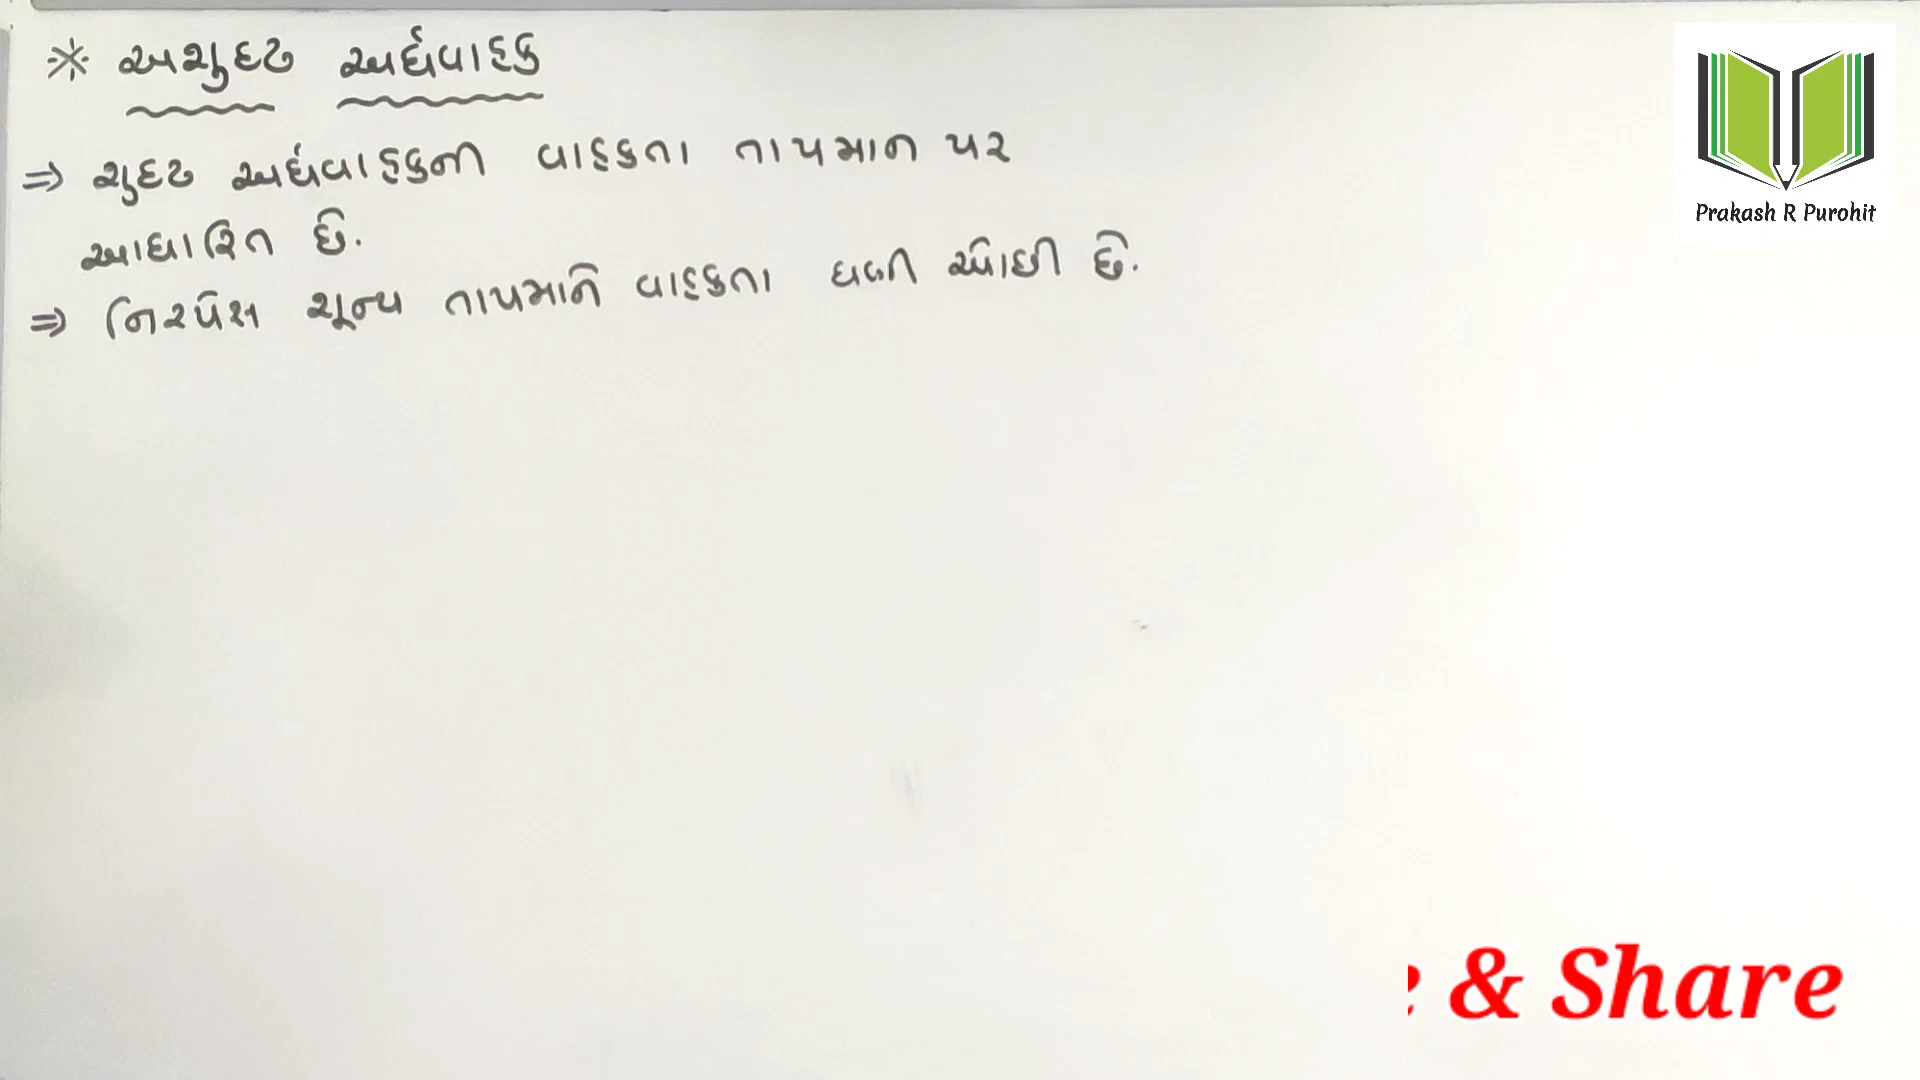 * અશુદ્ધ અર્ધવાહક
⇒ શુદ્ધ અર્ધવાહકની વાહકતા તાપમાન પર
આધારિત છે.
⇒ નિરપેક્ષ શૂન્ય તાપમાને વાહકતા ઘણી ઓછી છે.
Prakash R Purohit
& Share